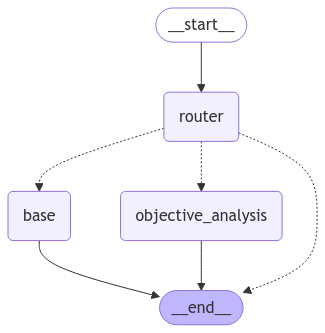 __start__
router
base
objective_analysis
__end__